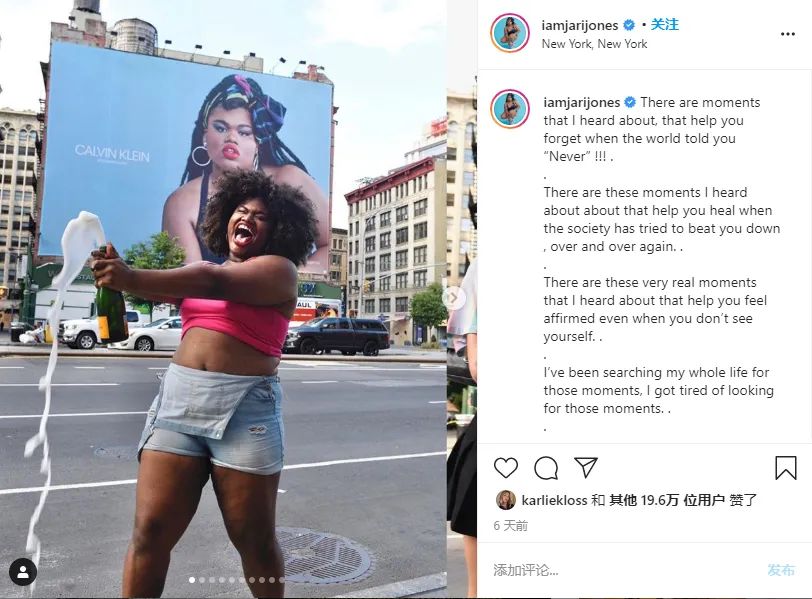 CALVIN KLEIN
iamjarijones • 关注
New York, New York
iamjarijones There are moments
that I heard about, that help you
forget when the world told you
“Never” !!! .
.
There are these moments I heard
about about that help you heal when
the society has tried to beat you down
, over and over again. .
.
There are these very real moments
that I heard about that help you feel
affirmed even when you don’t see
yourself. .
.
I’ve been searching my whole life for
those moments, I got tired of looking
for those moments. .
.
karliekloss 和 其他 19.6万 位用户 赞了
6 天前
添加评论...
发布